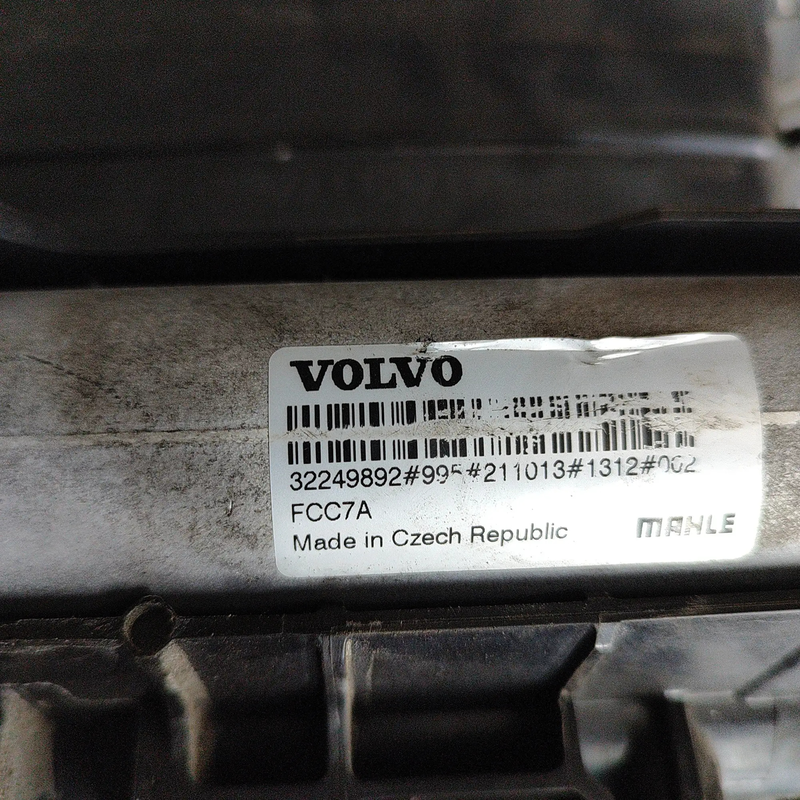 VOLVO
32249892#995#211013#1312#002
FCC7A
Made in Czech Republic
MAHLE